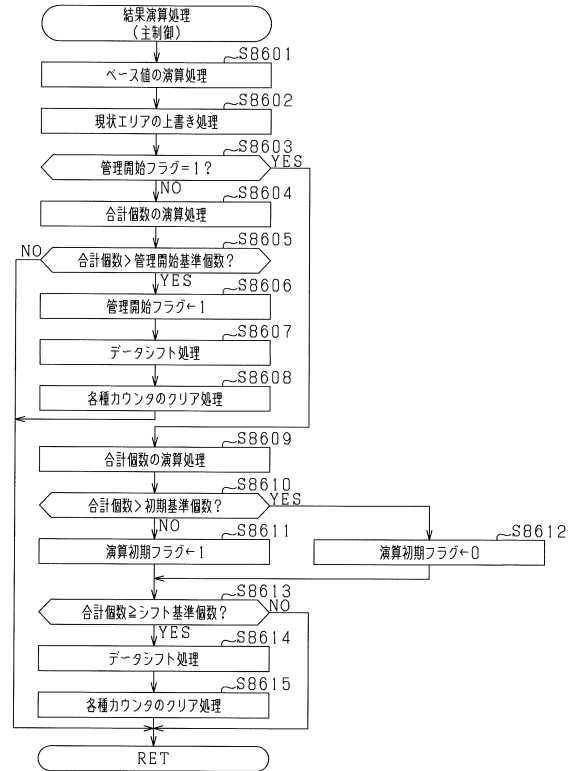 結果演算処理
(主制御)
S8601
ベース値の演算処理
S8602
現状エリアの上書き処理
S8603
管理開始フラグ=1?
YES
NO
S8604
合計個数の演算処理
S8605
NO
合計個数>管理開始基準個数?
YES
S8606
管理開始フラグ←1
S8607
データシフト処理
S8608
各種カウンタのクリア処理
S8609
合計個数の演算処理
S8610
合計個数>初期基準個数?
YES
NO
S8611
演算初期フラグ←1
S8612
演算初期フラグ←0
S8613
合計個数≧シフト基準個数?
NO
YES
S8614
データシフト処理
S8615
各種カウンタのクリア処理
RET